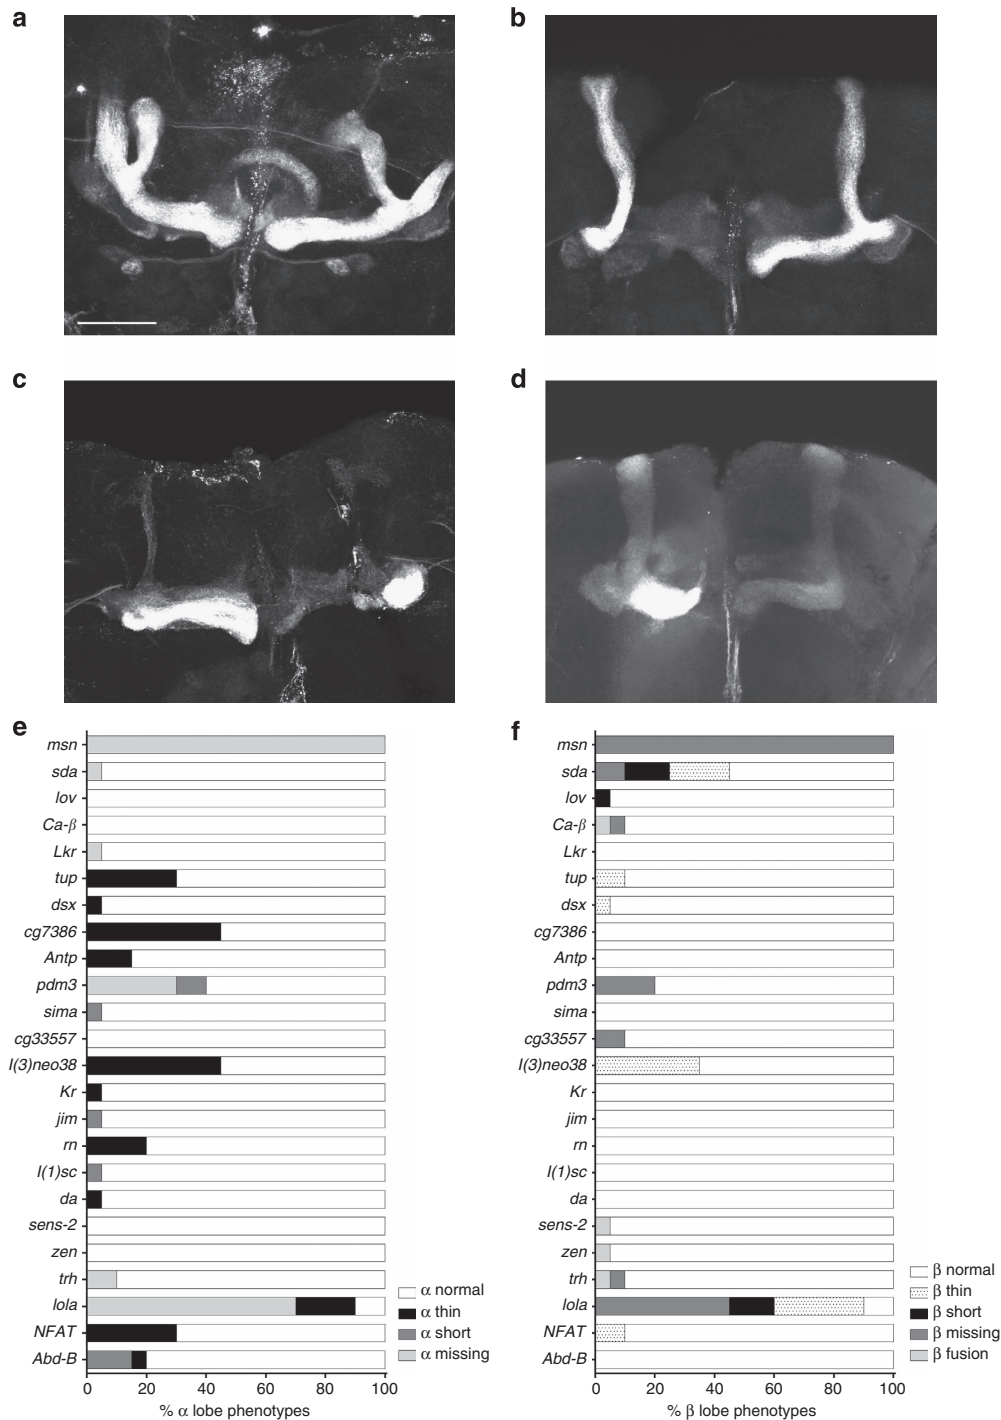 a
b
c
d
e
msn
sda
lov
Ca-β
Lkr
tup
dsx
cg7386
Antp
pdm3
sima
cg33557
l(3)neo38
Kr
jim
rn
l(1)sc
da
sens-2
zen
trh
lola
NFAT
Abd-B
0 20 40 60 80 100
% α lobe phenotypes
α normal
α thin
α short
α missing
f
msn
sda
lov
Ca-β
Lkr
tup
dsx
cg7386
Antp
pdm3
sima
cg33557
l(3)neo38
Kr
jim
rn
l(1)sc
da
sens-2
zen
trh
lola
NFAT
Abd-B
0 20 40 60 80 100
% β lobe phenotypes
β normal
β thin
β short
β missing
β fusion